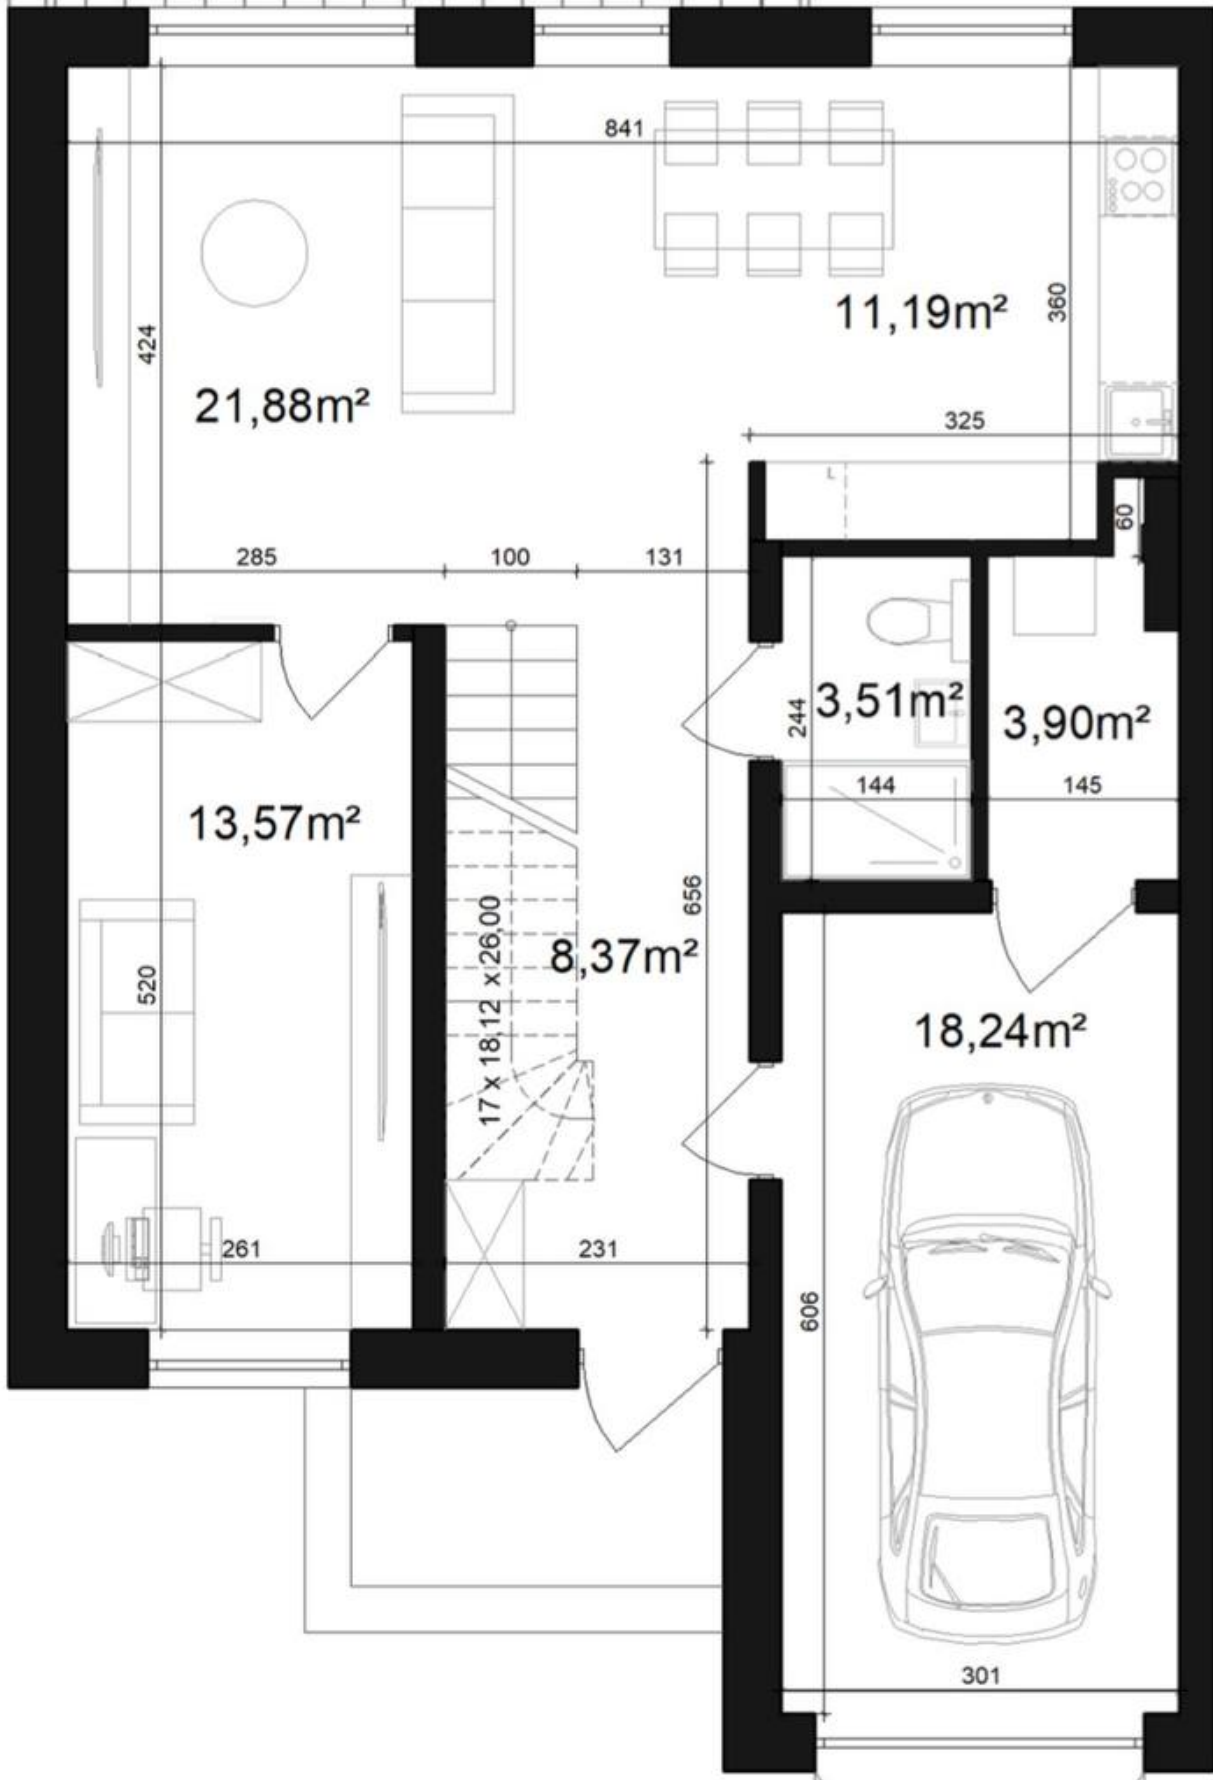 841
11,19m²
360
424
21,88m²
325
L
60
285
100
131
3,51m²
244
3,90m²
144
145
13,57m²
656
17 x 18,12 x 26,00
8,37m²
520
18,24m²
261
231
606
301